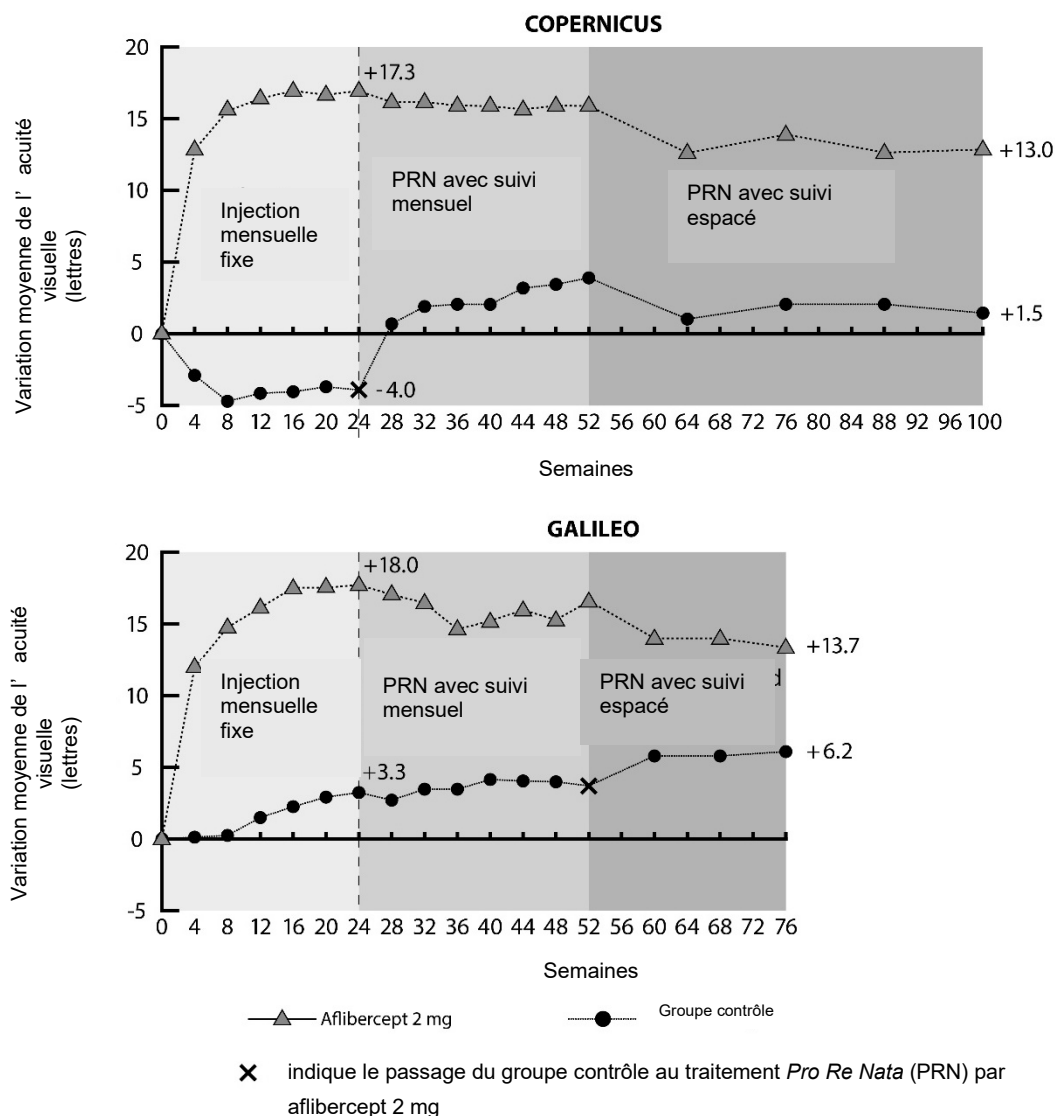 COPERNICUS
Variation moyenne de l' acuité
visuelle
(lettres)
20
15
10
5
0
-5
+17.3
PRN avec suivi
mensuel
PRN avec suivi
espacé
Injection
mensuelle
fixe
+13.0
+1.5
-4.0
0 4 8 12 16 20 24 28 32 36 40 44 48 52 56 60 64 68 72 76 80 84 88 92 96 100
Semaines
GALILEO
Variation moyenne de l' acuité
visuelle
(lettres)
20
15
10
5
0
-5
+18.0
Injection
mensuelle
fixe
PRN avec suivi
mensuel
PRN avec suivi
espacé
d
+13.7
+3.3
+6.2
0 4 8 12 16 20 24 28 32 36 40 44 48 52 56 60 64 68 72 76
Semaines
Aflibercept 2 mg
Groupe contrôle
indique le passage du groupe contrôle au traitement Pro Re Nata (PRN) par
aflibercept 2 mg